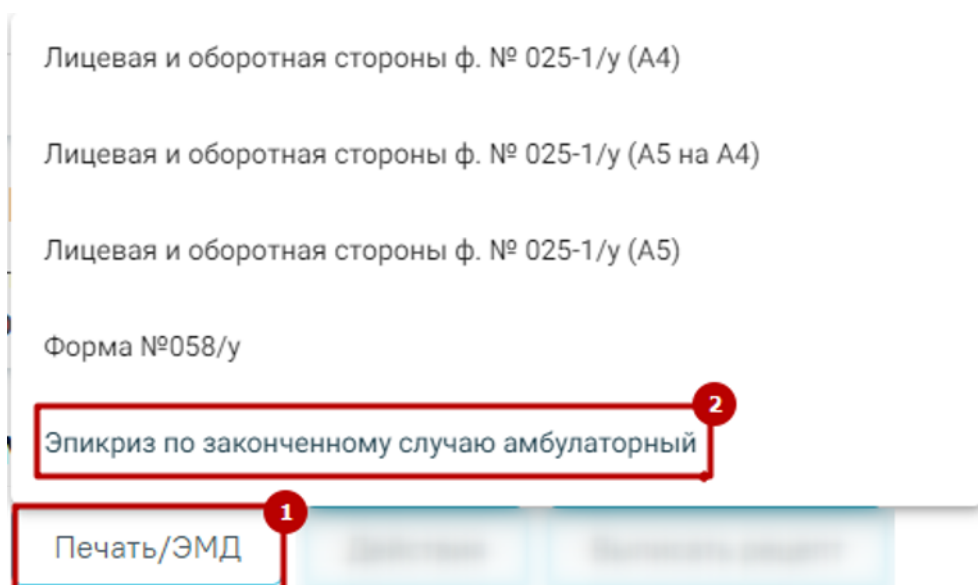 Лицевая и оборотная стороны ф. № 025-1/у (А4)
Лицевая и оборотная стороны ф. № 025-1/у (А5 на А4)
Лицевая и оборотная стороны ф. № 025-1/у (А5)
Форма №058/у
2
Эпикриз по законченному случаю амбулаторный
1
Печать/ЭМД